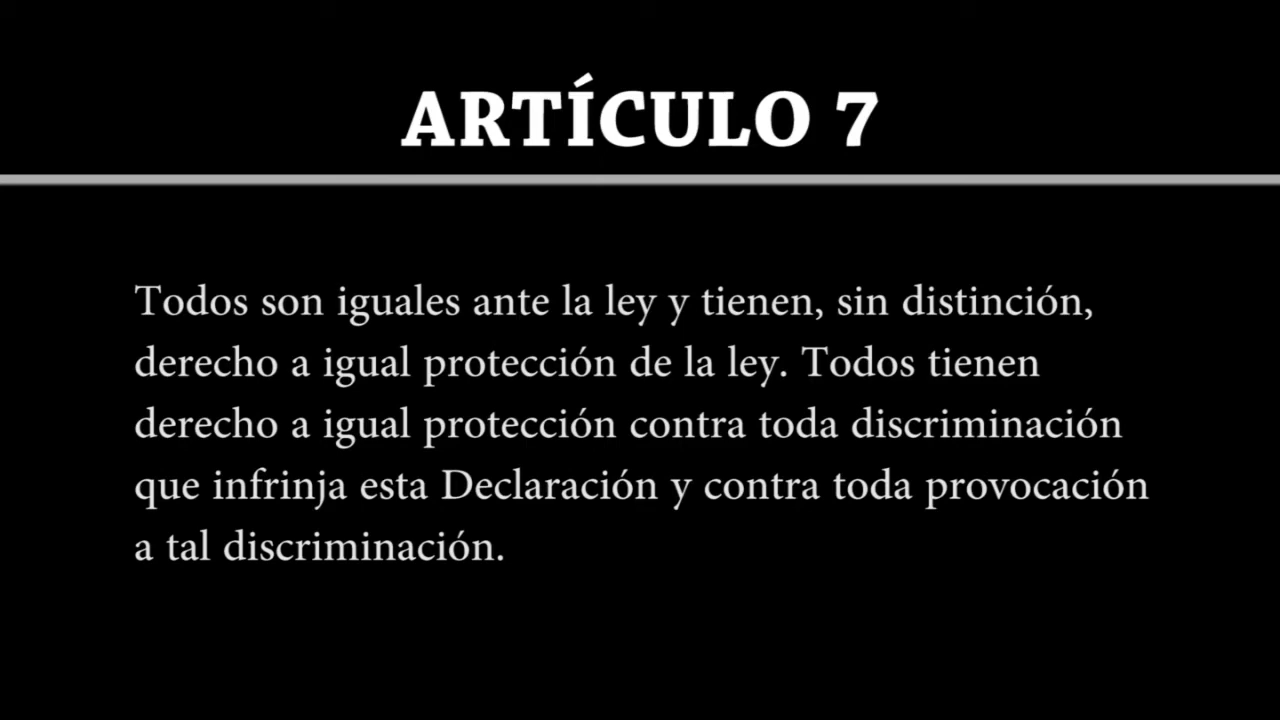 ARTÍCULO 7
Todos son iguales ante la ley y tienen, sin distinción,
derecho a igual protección de la ley. Todos tienen
derecho a igual protección contra toda discriminación
que infrinja esta Declaración y contra toda provocación
a tal discriminación.